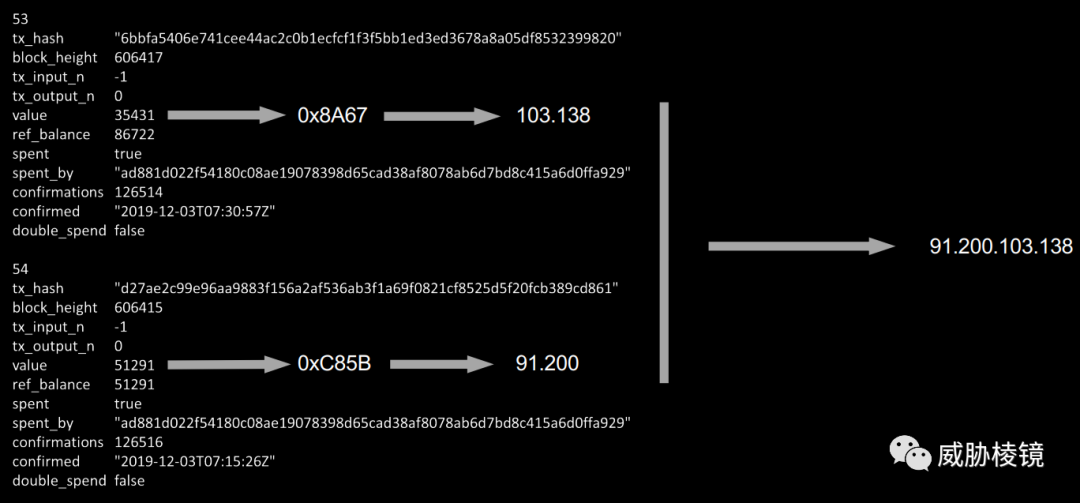 53
tx_hash "6bbfa5406e741cee44ac2c0b1ecfcf1f3f5bb1ed3ed3678a8a05df8532399820"
block_height 606417
tx_input_n -1
tx_output_n 0
value 35431 0x8A67 103.138
ref_balance 86722
spent true
spent_by "ad881d022f54180c08ae19078398d65cad38af8078ab6d7bd8c415a6d0ffa929"
confirmations 126514
confirmed "2019-12-03T07:30:57Z"
double_spend false
91.200.103.138
54
tx_hash "d27ae2c99e96aa9883f156a2af536ab3f1a69f0821cf8525d5f20fcb389cd861"
block_height 606415
tx_input_n -1
tx_output_n 0
value 51291 0xC85B 91.200
ref_balance 51291
spent true
spent_by "ad881d022f54180c08ae19078398d65cad38af8078ab6d7bd8c415a6d0ffa929"
confirmations 126516
confirmed "2019-12-03T07:15:26Z"
double_spend false
威胁棱镜